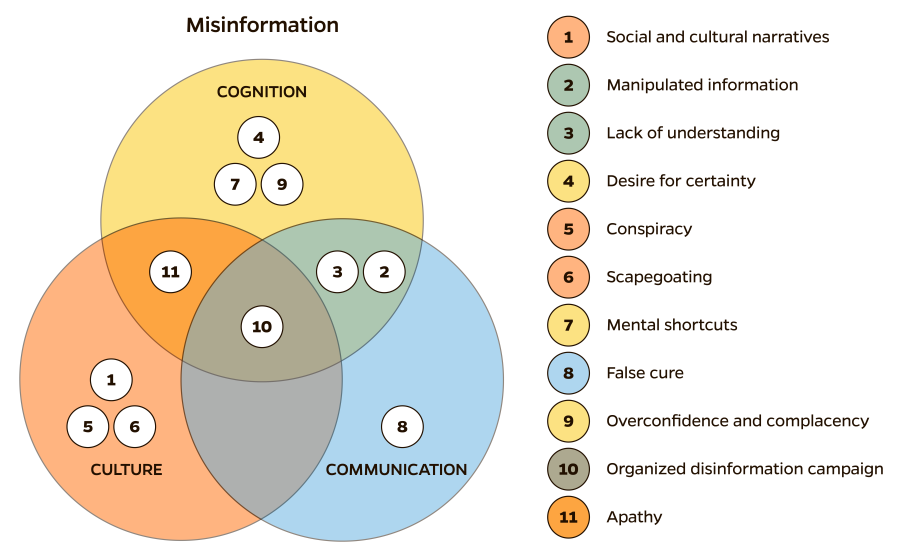 Misinformation
COGNITION
4
7 9
11
3 2
10
1
5 6
8
CULTURE
COMMUNICATION
1 Social and cultural narratives
2 Manipulated information
3 Lack of understanding
4 Desire for certainty
5 Conspiracy
6 Scapegoating
7 Mental shortcuts
8 False cure
9 Overconfidence and complacency
10 Organized disinformation campaign
11 Apathy